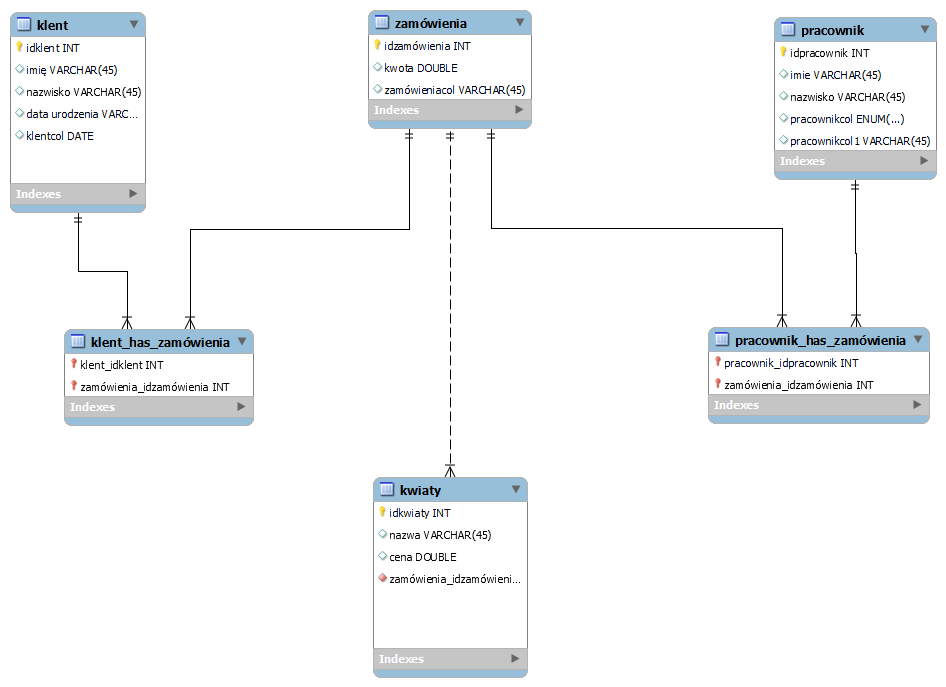 klent
idklent INT
imię VARCHAR(45)
nazwisko VARCHAR(45)
data urodzenia VARC...
klentcol DATE
Indexes
zamówienia
idzamówienia INT
kwota DOUBLE
zamówieniacol VARCHAR(45)
Indexes
pracownik
idpracownik INT
imie VARCHAR(45)
nazwisko VARCHAR(45)
pracownikcol ENUM(...)
pracownikcol1 VARCHAR(45)
Indexes
klent_has_zamówienia
klent_idklent INT
zamówienia_idzamówienia INT
Indexes
pracownik_has_zamówienia
pracownik_idpracownik INT
zamówienia_idzamówienia INT
Indexes
kwiaty
idkwiaty INT
nazwa VARCHAR(45)
cena DOUBLE
zamówienia_idzamówieni...
Indexes